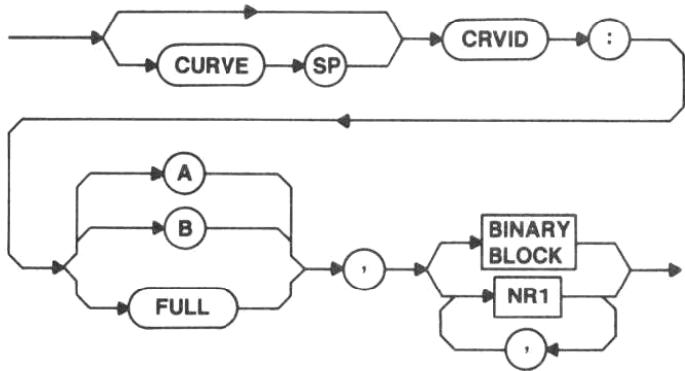 CURVE SP CRVID :
A
B
FULL
,
BINARY
BLOCK
NR1
,